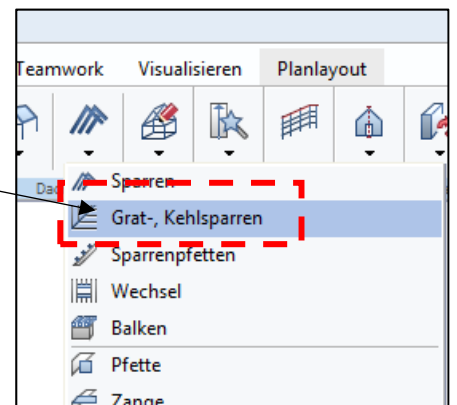 Teamwork Visualisieren Planlayout
Sparren
Grat-, Kehlsparren
Sparrenpfetten
Wechsel
Balken
Pfette
Zange